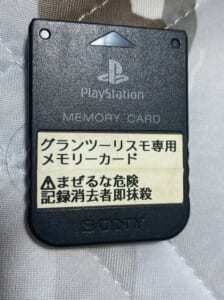 PlayStation
MEMORY CARD
グランツーリスモ専用
メモリーカード
⚠まぜるな危険
記録消去者即抹殺
SONY